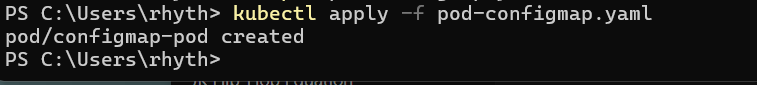 PS C:\Users\rhyth> kubectl apply -f pod-configmap.yaml
pod/configmap-pod created
PS C:\Users\rhyth>